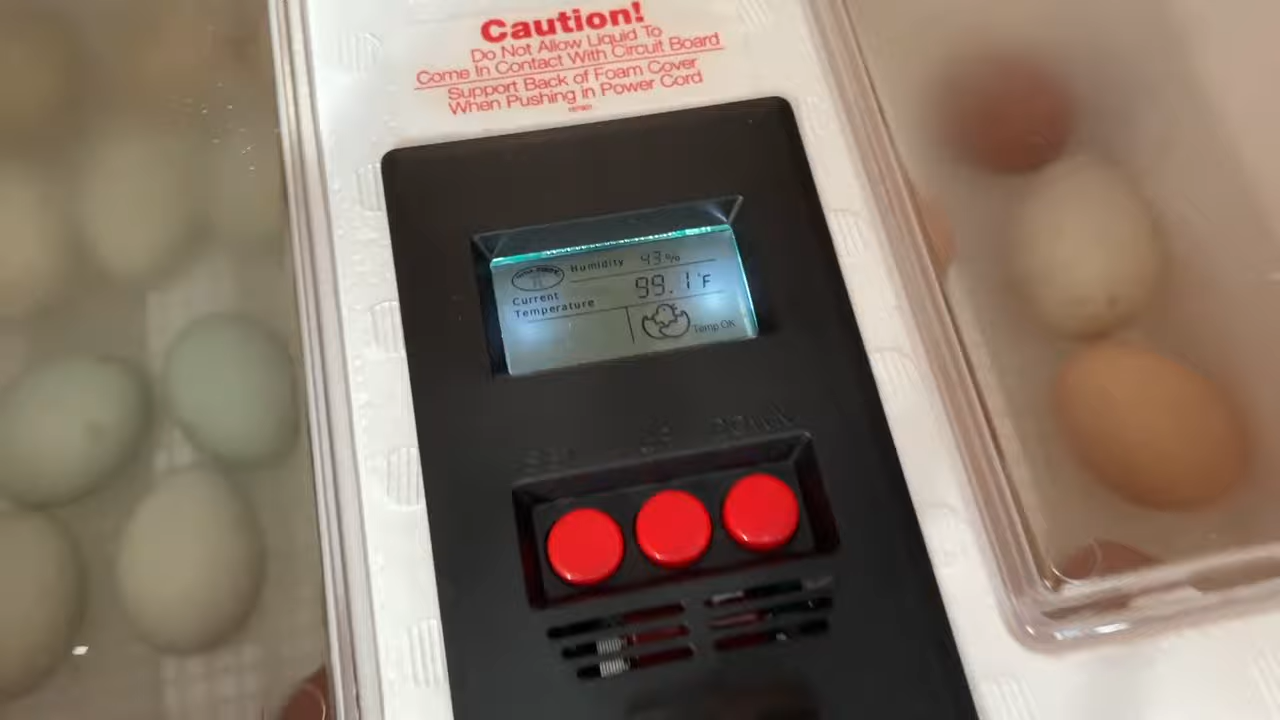 Caution!
Do Not Allow Liquid To
Come In Contact With Circuit Board
Support Back of Foam Cover
When Pushing in Power Cord
Humidity 43%
Current
Temperature
99.1°F
Temp OK